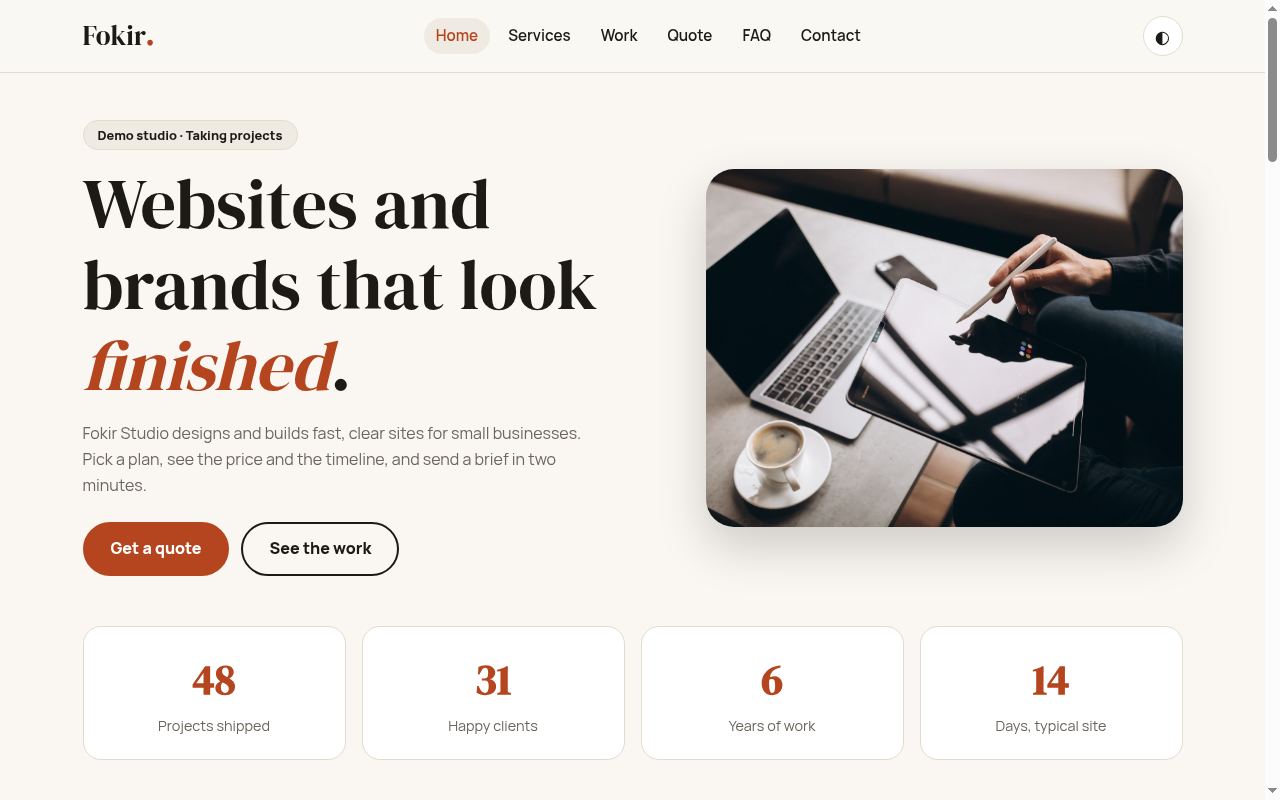 Fokir.
Home
Services
Work
Quote
FAQ
Contact
Demo studio · Taking projects
Websites and
brands that look
finished.
Fokir Studio designs and builds fast, clear sites for small businesses.
Pick a plan, see the price and the timeline, and send a brief in two
minutes.
Get a quote
See the work
48
Projects shipped
31
Happy clients
6
Years of work
14
Days, typical site